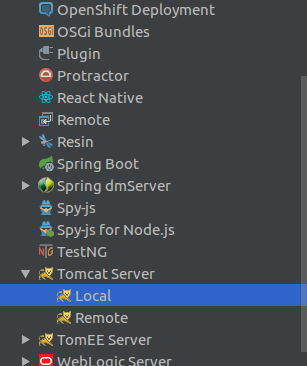 OpenShift Deployment
OSGi Bundles
Plugin
Protractor
React Native
Remote
Resin
Spring Boot
Spring dmServer
Spy-js
Spy-js for Node.js
TestNG
Tomcat Server
Local
Remote
TomEE Server
WebLogic Server